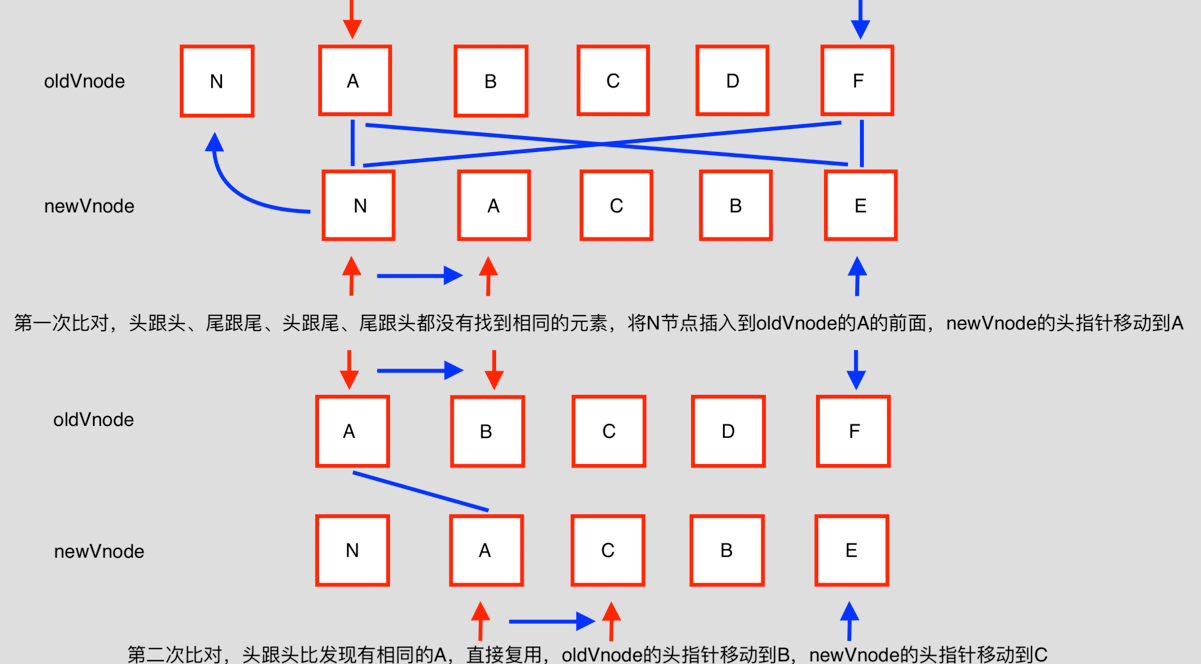 oldVnode N A B C D F
newVnode N A C B E
第一次比对，头跟头、尾跟尾、头跟尾、尾跟头都没有找到相同的元素，将N节点插入到oldVnode的A的前面，newVnode的头指针移动到A
oldVnode A B C D F
newVnode N A C B E
第二次比对，头跟头比发现有相同的A，直接复用，oldVnode的头指针移动到B，newVnode的头指针移动到C